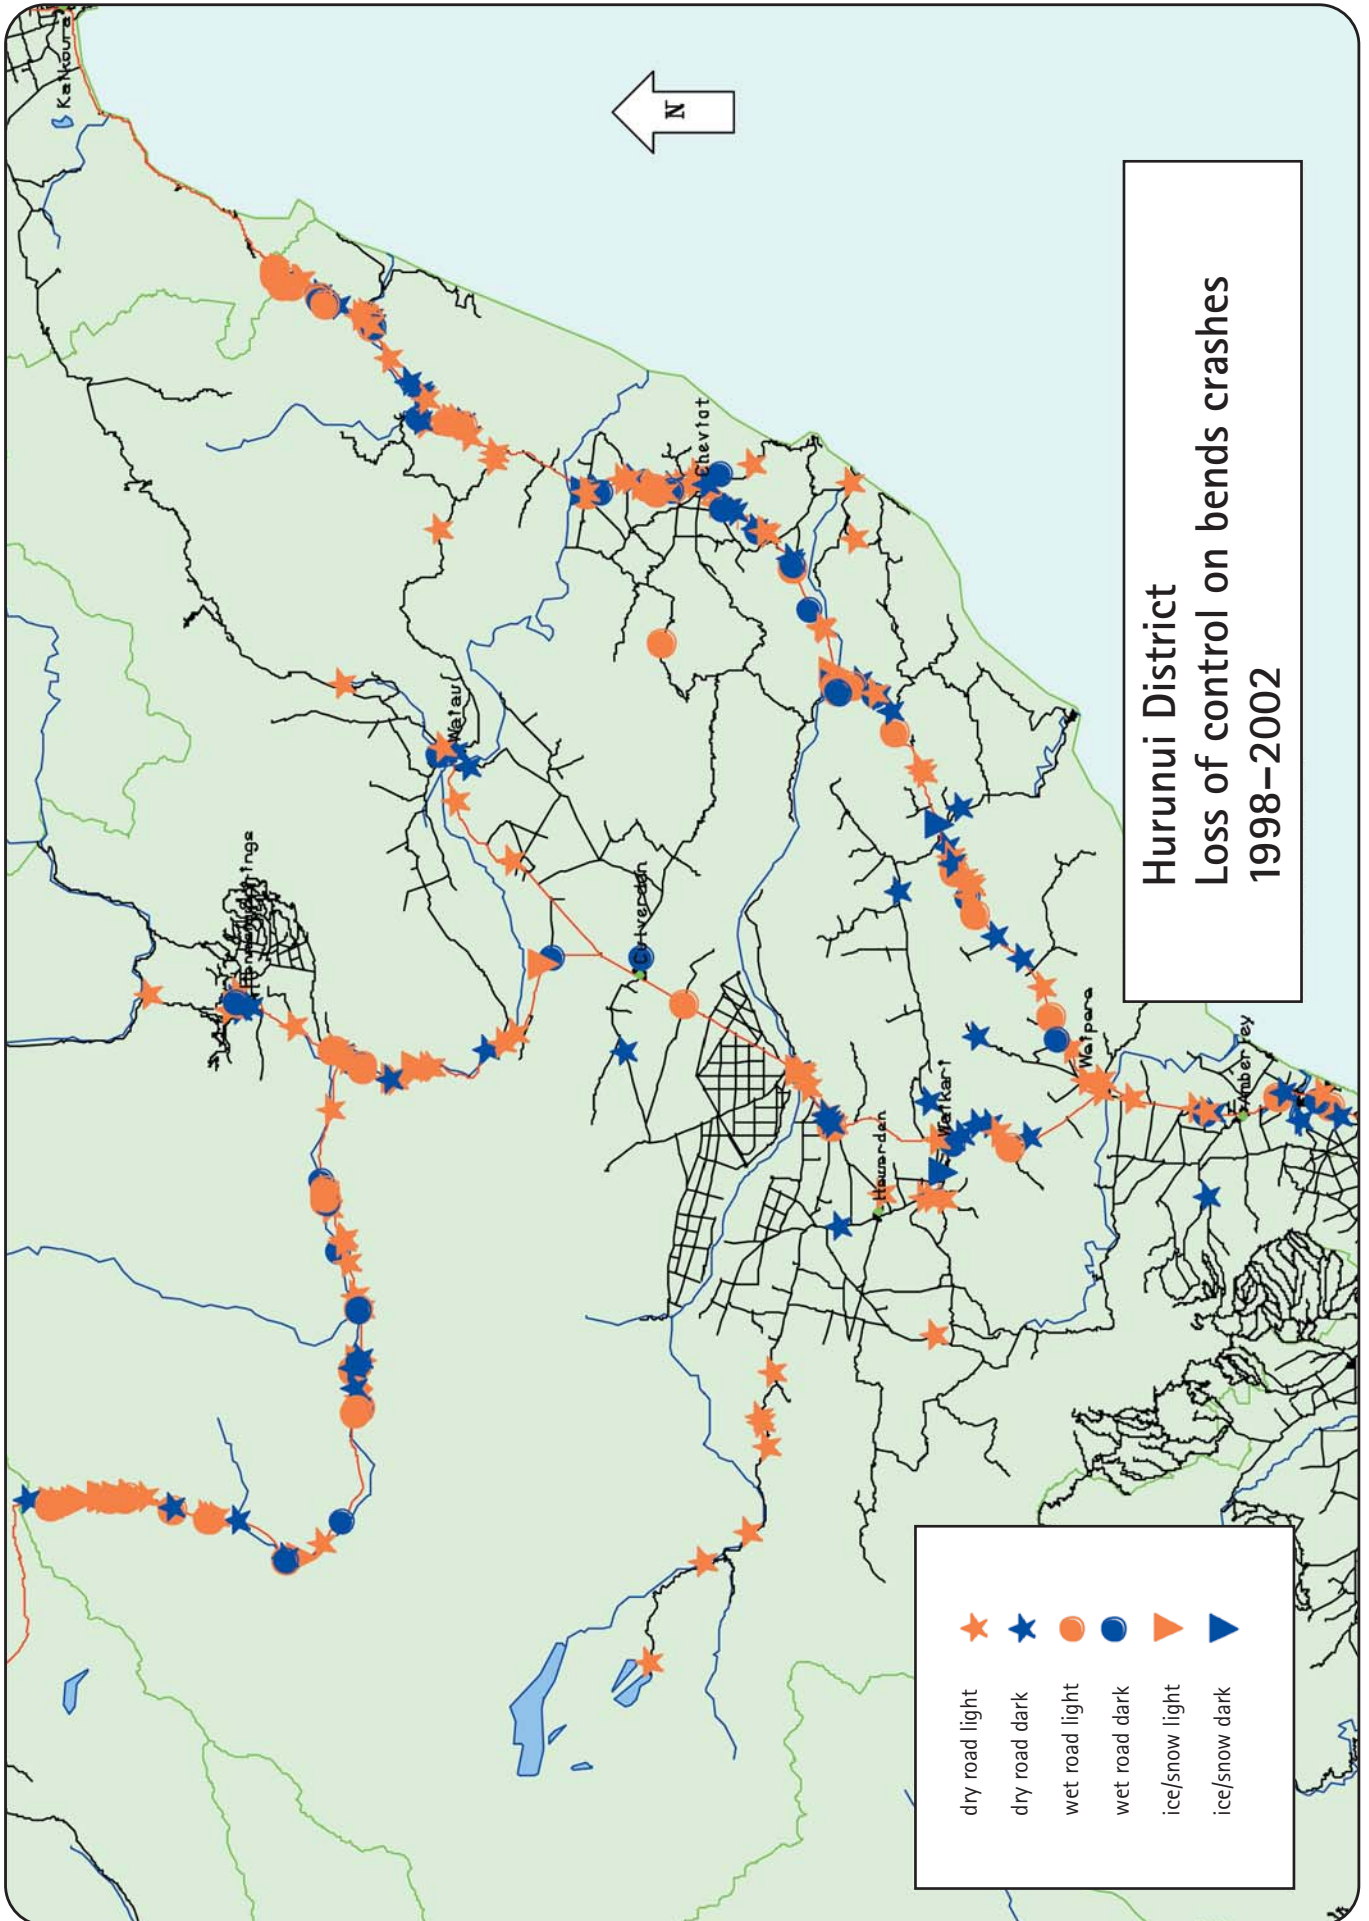 Kaikoura
N
Cheviot
Waiau
Culverden
Waipara
Waikari
Hawarden
Amberley
Hurunui District
Loss of control on bends crashes
1998–2002
dry road light
dry road dark
wet road light
wet road dark
ice/snow light
ice/snow dark